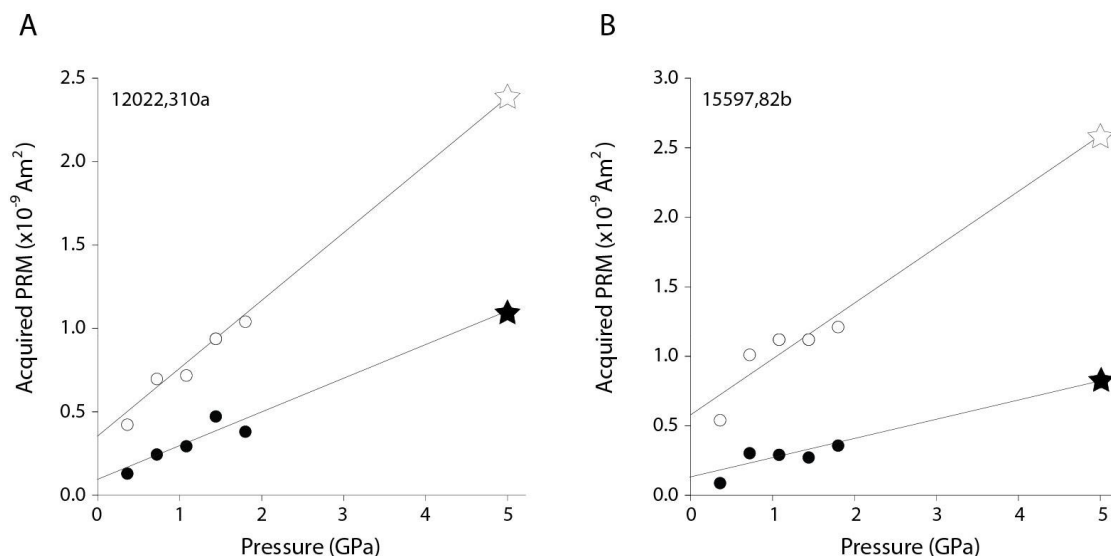 A
12022,310a
Acquired PRM (x10⁻⁹ Am²)
2.5
2.0
1.5
1.0
0.5
0.0
0 1 2 3 4 5
Pressure (GPa)
B
15597,82b
Acquired PRM (x10⁻⁹ Am²)
3.0
2.5
2.0
1.5
1.0
0.5
0.0
0 1 2 3 4 5
Pressure (GPa)